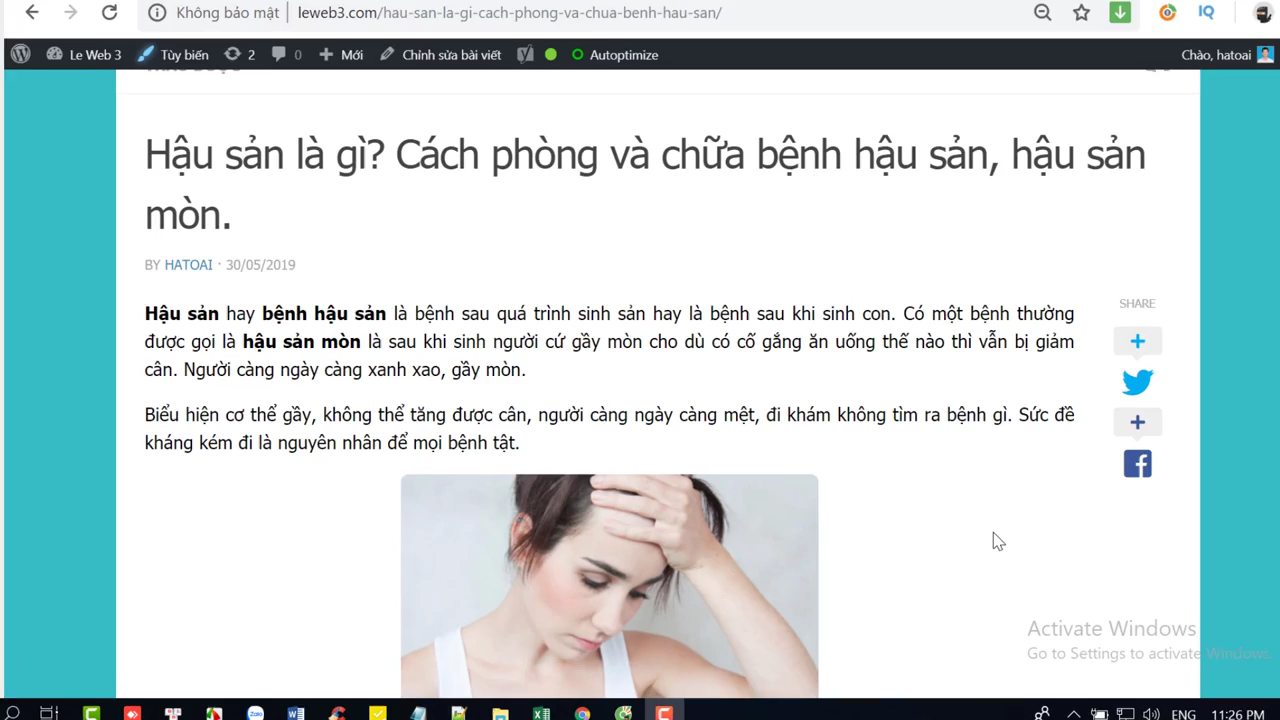 Không bảo mật | leweb3.com/hau-san-la-gi-cach-phong-va-chua-benh-hau-san/
Le Web 3 Tùy biến 2 0 Mới Chỉnh sửa bài viết Autoptimize Chào, hatoai
Hậu sản là gì? Cách phòng và chữa bệnh hậu sản, hậu sản
mòn.
BY HATOAI · 30/05/2019
SHARE
Hậu sản hay bệnh hậu sản là bệnh sau quá trình sinh sản hay là bệnh sau khi sinh con. Có một bệnh thường
được gọi là hậu sản mòn là sau khi sinh người cứ gầy mòn cho dù có cố gắng ăn uống thế nào thì vẫn bị giảm
cân. Người càng ngày càng xanh xao, gầy mòn.
Biểu hiện cơ thể gầy, không thể tăng được cân, người càng ngày càng mệt, đi khám không tìm ra bệnh gì. Sức đề
kháng kém đi là nguyên nhân để mọi bệnh tật.
Activate Windows
Go to Settings to activate Windows.
Zalo
ENG 11:26 PM